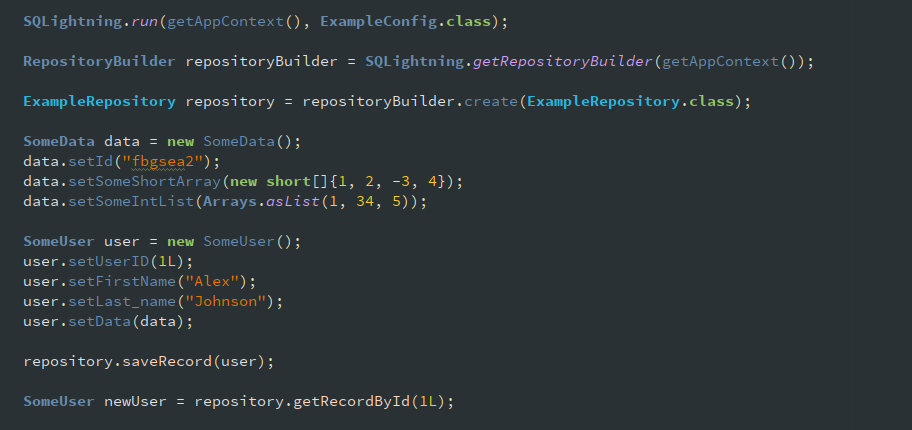 SQLightning.run(getAppContext(), ExampleConfig.class);
RepositoryBuilder repositoryBuilder = SQLightning.getRepositoryBuilder(getAppContext());
ExampleRepository repository = repositoryBuilder.create(ExampleRepository.class);
SomeData data = new SomeData();
data.setId("fbgsea2");
data.setSomeShortArray(new short[]{1, 2, -3, 4});
data.setSomeIntList(Arrays.asList(1, 34, 5));
SomeUser user = new SomeUser();
user.setUserID(1L);
user.setFirstName("Alex");
user.setLast_name("Johnson");
user.setData(data);
repository.saveRecord(user);
SomeUser newUser = repository.getRecordById(1L);